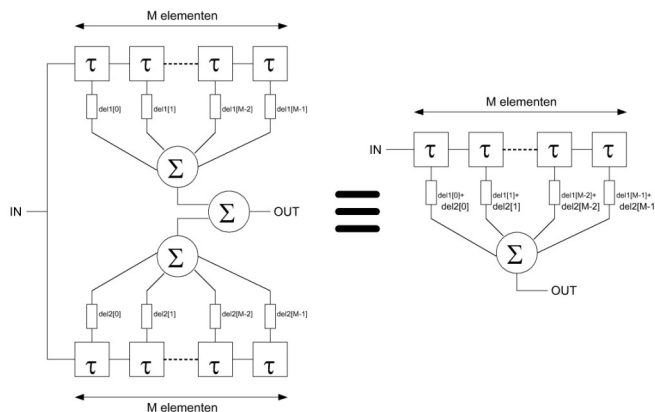 M elementen
τ τ τ τ
del1[0] del1[1] del1[M-2] del1[M-1]
Σ
IN
Σ
OUT
Σ
del2[0] del2[1] del2[M-2] del2[M-1]
τ τ τ τ
M elementen
M elementen
IN
τ τ τ τ
del1[0]+ del1[1]+ del1[M-2]+ del1[M-1]+
del2[0] del2[1] del2[M-2] del2[M-1
Σ
OUT